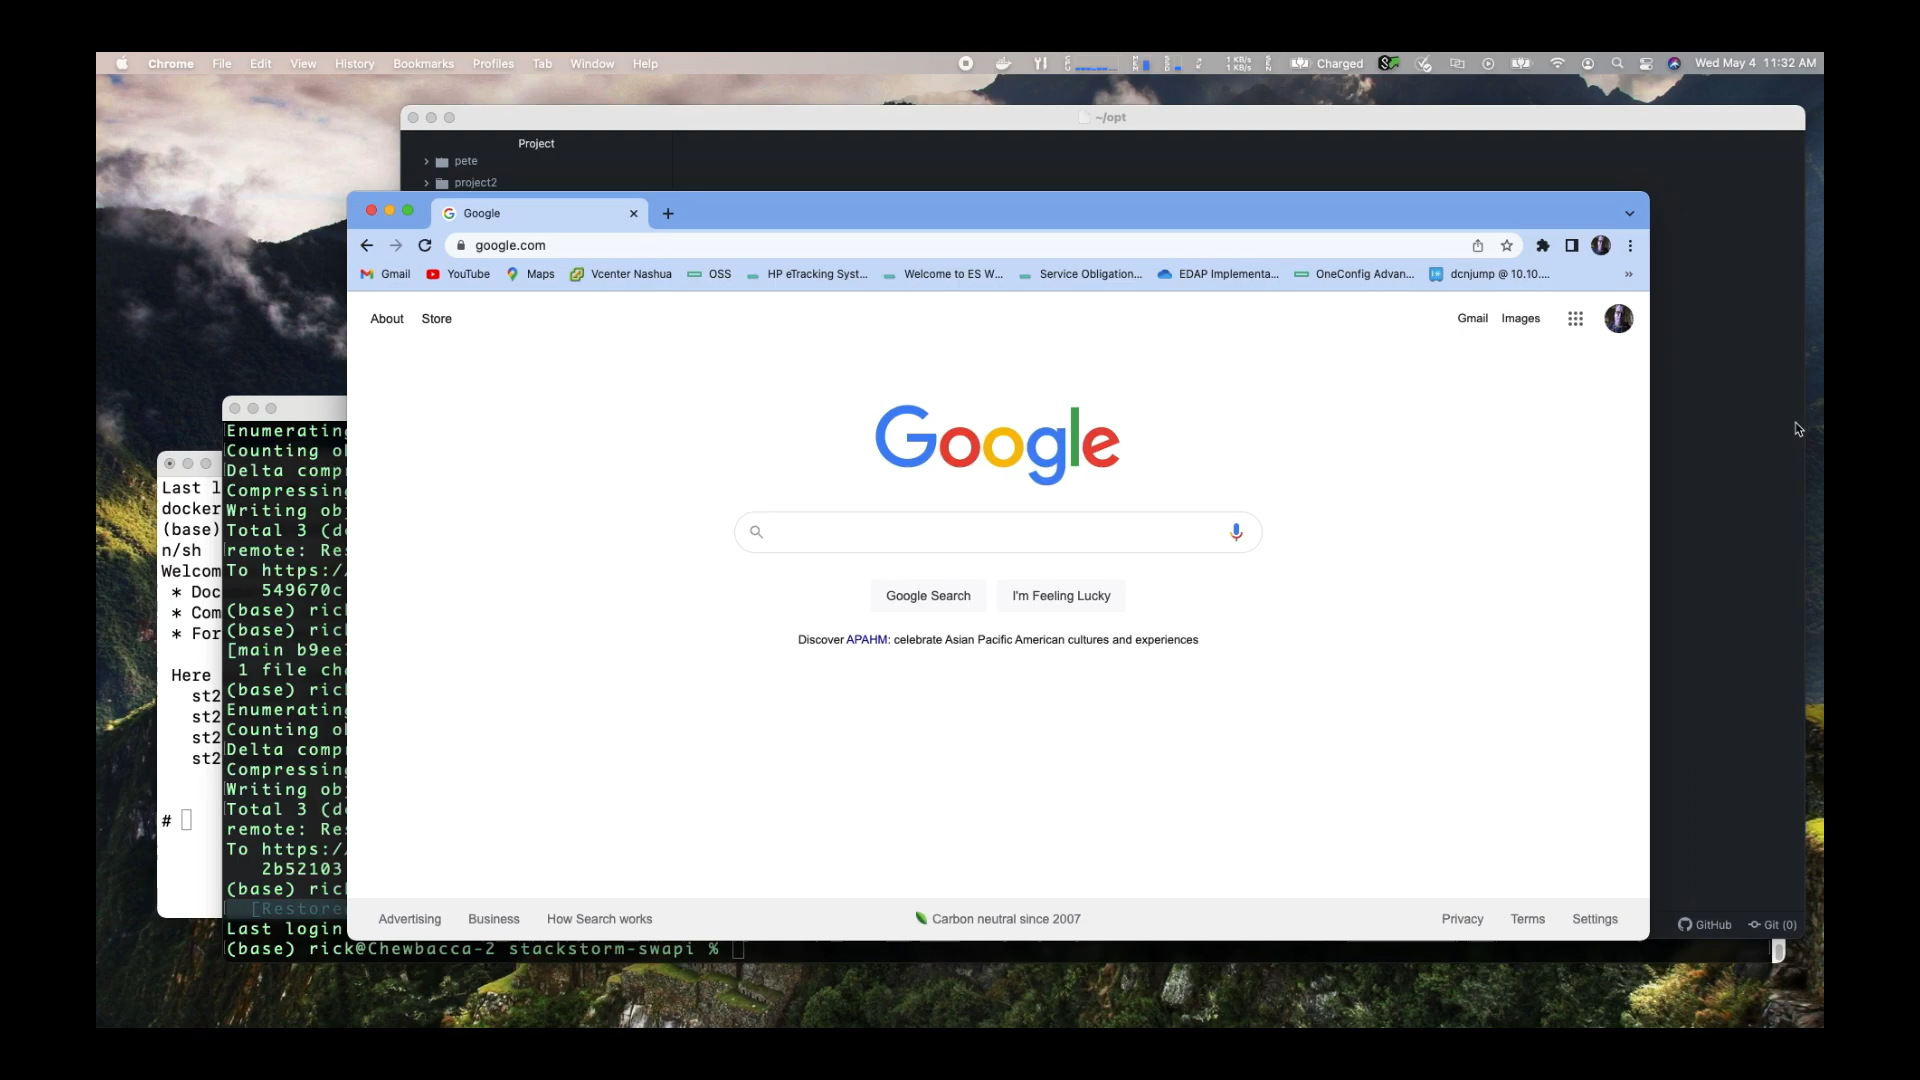 Chrome File Edit View History Bookmarks Profiles Tab Window Help 1 KB/s 1 KB/s Charged Wed May 4 11:32 AM
~/opt
Project
pete
project2
Google
google.com
Gmail YouTube Maps Vcenter Nashua OSS HP eTracking Syst... Welcome to ES W... Service Obligation... EDAP Implementa... OneConfig Advan... dcnjump @ 10.10.... »
About Store Gmail Images
Google
Google Search I'm Feeling Lucky
Discover APAHM: celebrate Asian Pacific American cultures and experiences
Advertising Business How Search works Carbon neutral since 2007 Privacy Terms Settings
GitHub Git (0)
Last l
docker
(base)
n/sh
Welcom
* Doc
* Com
* For
Here
st2
st2
st2
st2
#
Enumerating
Counting o
Delta comp
Compressing
Writing ob
Total 3 (d
remote: Re
To https:/
549670c
(base) ric
(base) ric
[main b9ee
1 file ch
(base) ric
Enumerating
Counting o
Delta comp
Compressing
Writing ob
Total 3 (d
remote: Re
To https:/
2b52103
(base) ric
[Restore
Last login
(base) rick@Chewbacca-2 stackstorm-swapi %